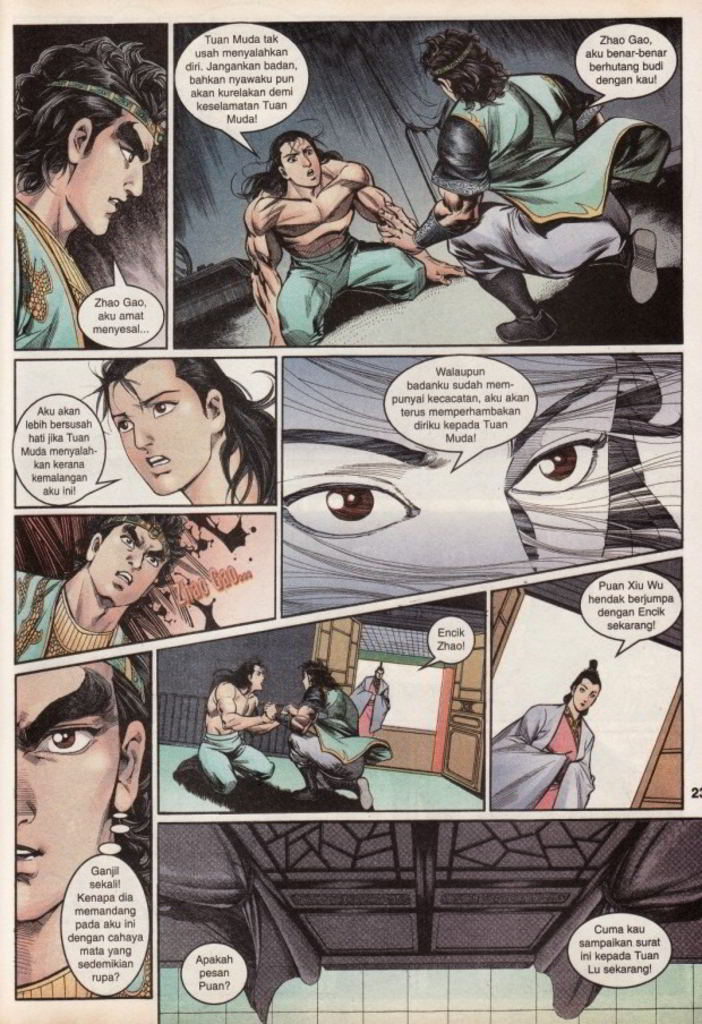 Zhao Gao,
aku amat
menyesal...
Tuan Muda tak
usah menyalahkan
diri. Jangankan badan,
bahkan nyawaku pun
akan kurelakan demi
keselamatan Tuan
Muda!
Zhao Gao,
aku benar-benar
berhutang budi
dengan kau!
Aku akan
lebih bersusah
hati jika Tuan
Muda menyalah-
kan kerana
kemalangan
aku ini!
Walaupun
badanku sudah mem-
punyai kecacatan, aku akan
terus memperhambakan
diriku kepada Tuan
Muda!
Zhao Gao...
Encik
Zhao!
Puan Xiu Wu
hendak berjumpa
dengan Encik
sekarang!
Ganjil
sekali!
Kenapa dia
memandang
pada aku ini
dengan cahaya
mata yang
sedemikian
rupa?
Apakah
pesan
Puan?
Cuma kau
sampaikan surat
ini kepada Tuan
Lu sekarang!